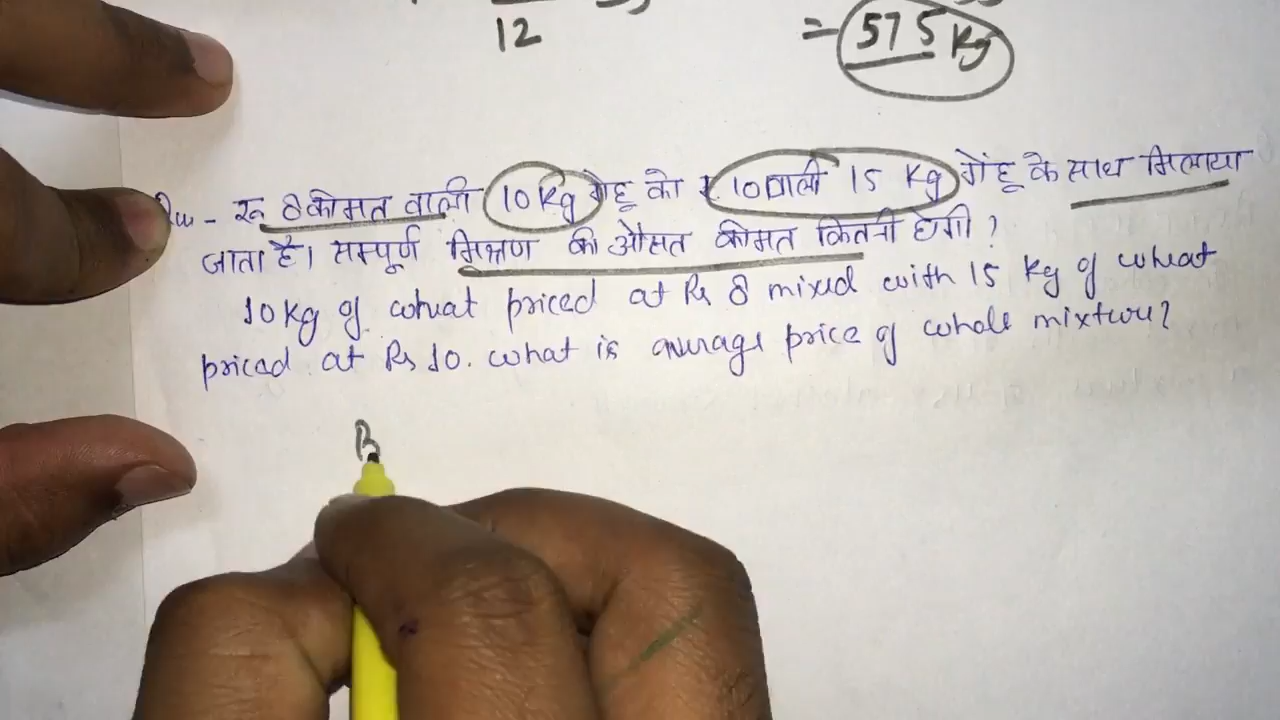 12
= 575 Kg
Qu - रू 8 कीमत वाली 10 Kg गेहू को रू 10 वाली 15 Kg गेंहू के साथ मिलाया
जाता है। सम्पूर्ण मिश्रण की औसत कीमत कितनी होगी ?
10 Kg of wheat priced at Rs 8 mixed with 15 Kg of wheat
priced at Rs 10. what is average price of whole mixture?